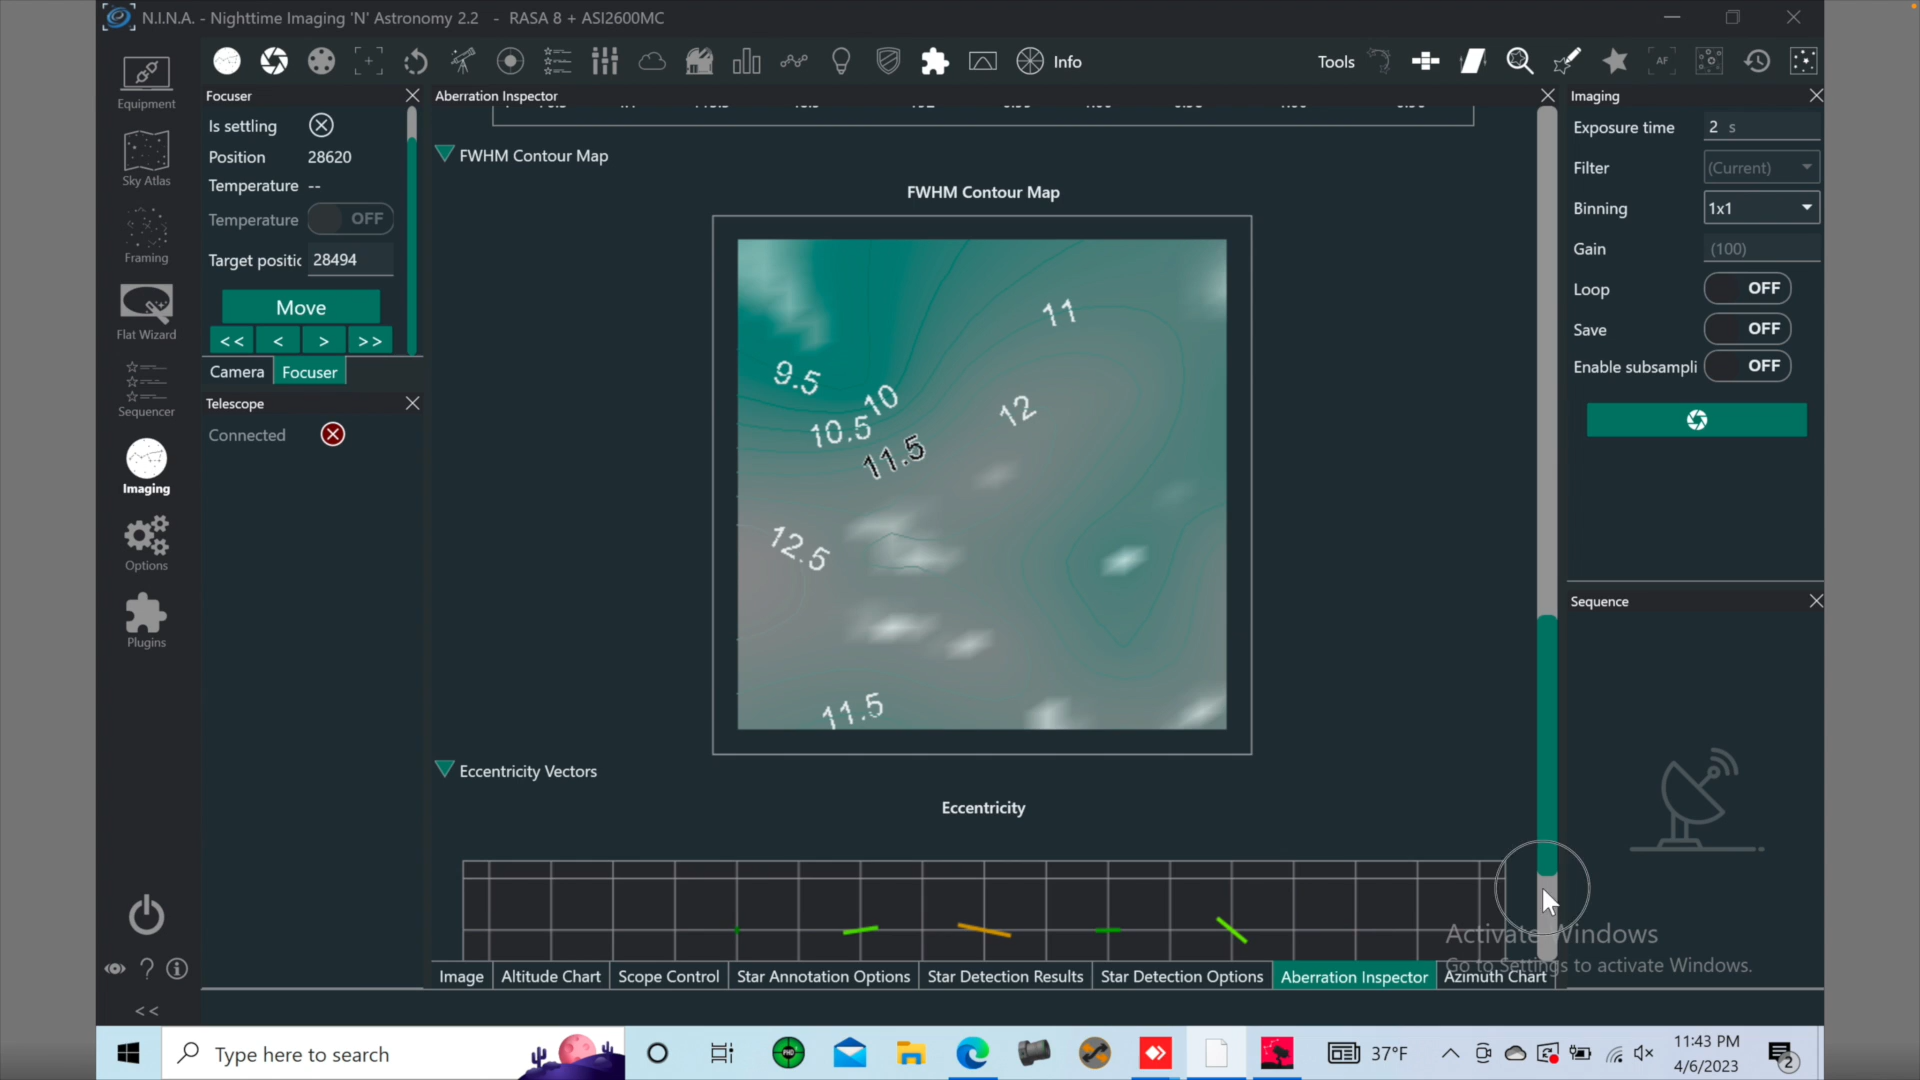 N.I.N.A. - Nighttime Imaging 'N' Astronomy 2.2 - RASA 8 + ASI2600MC
Equipment
Sky Atlas
Framing
Flat Wizard
Sequencer
Imaging
Options
Plugins
<<
Info
Tools
AF
Focuser
Is settling
Position 28620
Temperature --
Temperature OFF
Target positic 28494
Move
<< < > >>
Camera Focuser
Telescope
Connected
Aberration Inspector
FWHM Contour Map
FWHM Contour Map
11
9.5
10
12
10.5
11.5
12.5
11.5
Eccentricity Vectors
Eccentricity
Image Altitude Chart Scope Control Star Annotation Options Star Detection Results Star Detection Options Aberration Inspector Azimuth Chart
Imaging
Exposure time 2 s
Filter (Current)
Binning 1x1
Gain (100)
Loop OFF
Save OFF
Enable subsampli OFF
Sequence
Activate Windows
Go to Settings to activate Windows.
Type here to search
37°F
11:43 PM
4/6/2023
2